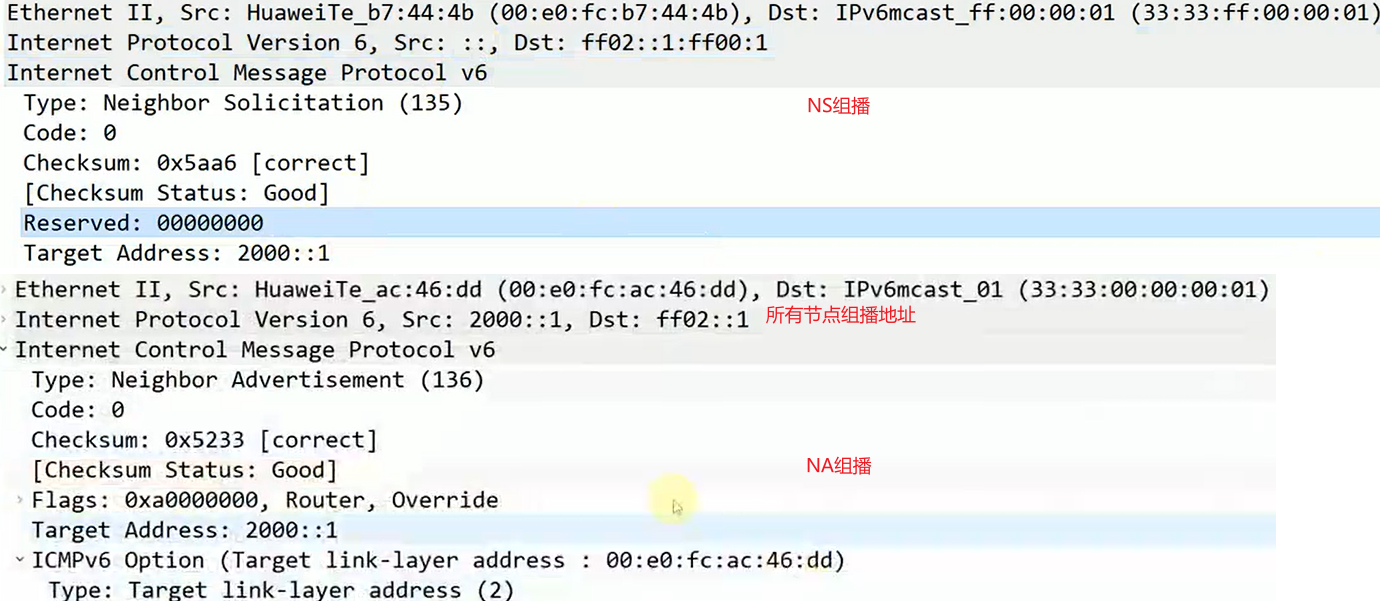 Ethernet II, Src: HuaweiTe_b7:44:4b (00:e0:fc:b7:44:4b), Dst: IPv6mcast_ff:00:00:01 (33:33:ff:00:00:01)
Internet Protocol Version 6, Src: ::, Dst: ff02::1:ff00:1
Internet Control Message Protocol v6
Type: Neighbor Solicitation (135)
NS组播
Code: 0
Checksum: 0x5aa6 [correct]
[Checksum Status: Good]
Reserved: 00000000
Target Address: 2000::1
Ethernet II, Src: HuaweiTe_ac:46:dd (00:e0:fc:ac:46:dd), Dst: IPv6mcast_01 (33:33:00:00:00:01)
Internet Protocol Version 6, Src: 2000::1, Dst: ff02::1
所有节点组播地址
Internet Control Message Protocol v6
Type: Neighbor Advertisement (136)
Code: 0
Checksum: 0x5233 [correct]
[Checksum Status: Good]
NA组播
Flags: 0xa0000000, Router, Override
Target Address: 2000::1
ICMPv6 Option (Target link-layer address : 00:e0:fc:ac:46:dd)
Type: Target link-layer address (2)